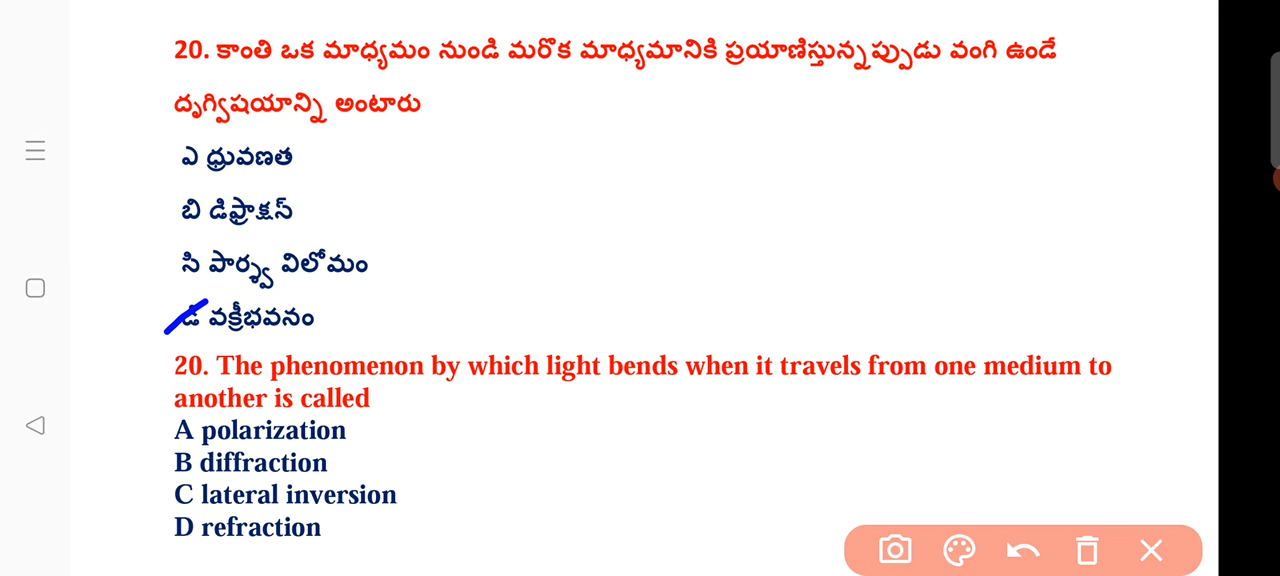 20. కాంతి ఒక మాధ్యమం నుండి మరొక మాధ్యమానికి ప్రయాణిస్తున్నప్పుడు వంగి ఉండే
దృగ్విషయాన్ని అంటారు
ఎ ధ్రువణత
బి డిఫ్రాక్షస్
సి పార్శ్వ విలోమం
డి వక్రీభవనం
20. The phenomenon by which light bends when it travels from one medium to
another is called
A polarization
B diffraction
C lateral inversion
D refraction